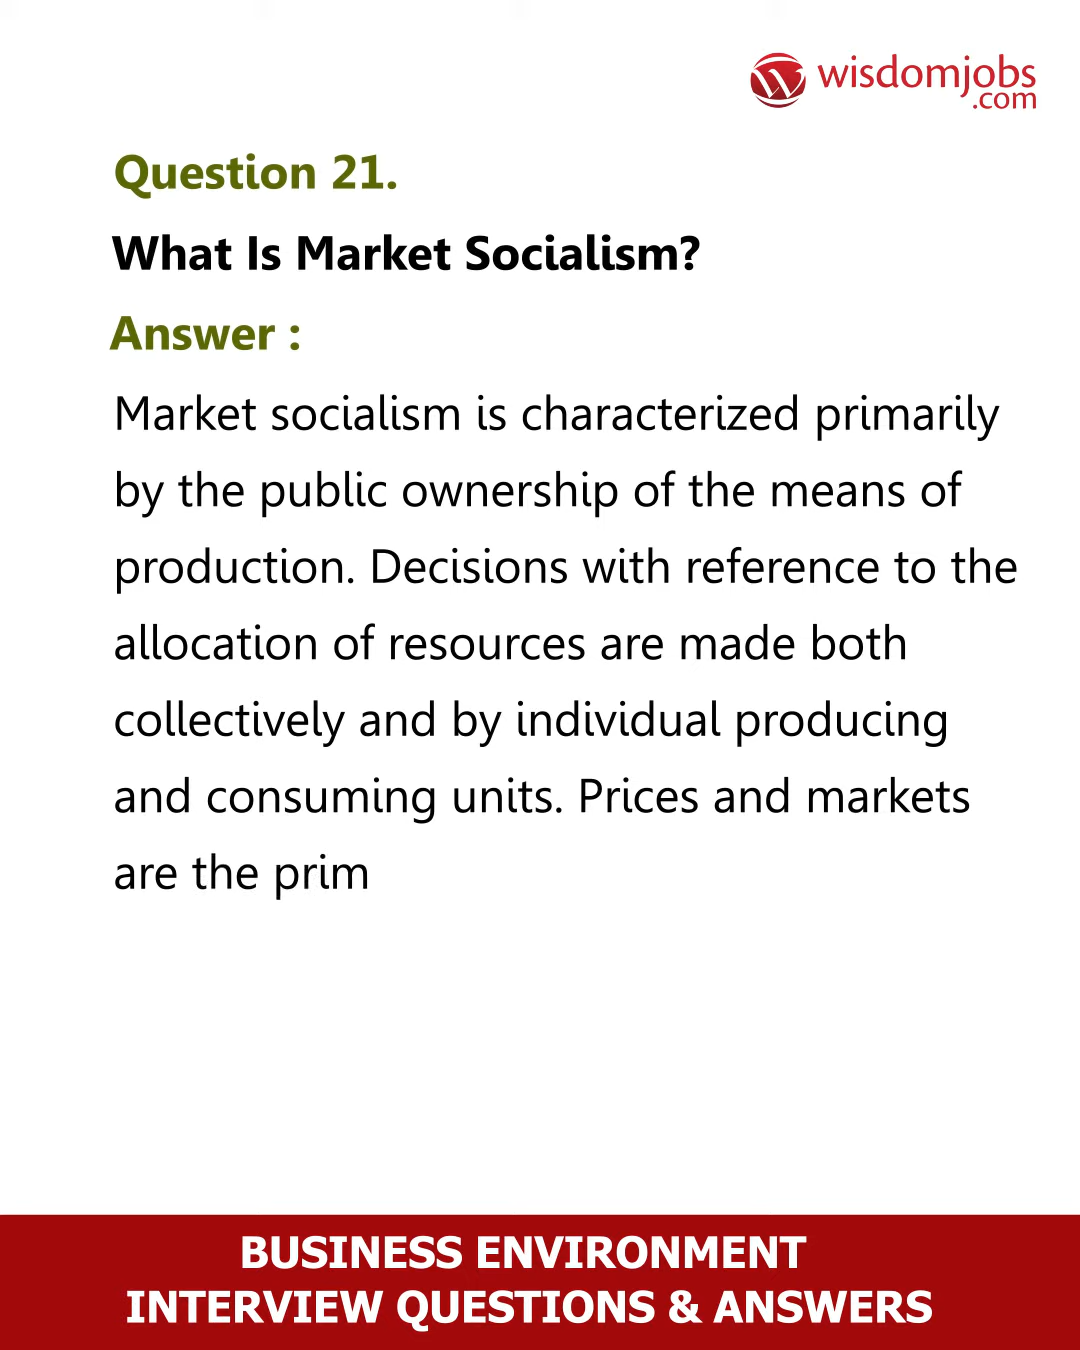 wisdomjobs
.com
Question 21.
What Is Market Socialism?
Answer :
Market socialism is characterized primarily
by the public ownership of the means of
production. Decisions with reference to the
allocation of resources are made both
collectively and by individual producing
and consuming units. Prices and markets
are the prim
BUSINESS ENVIRONMENT
INTERVIEW QUESTIONS & ANSWERS